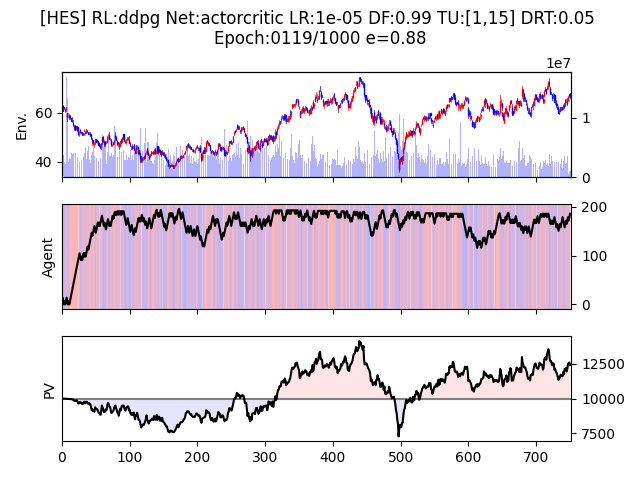 [HES] RL:ddpg Net:actorcritic LR:1e-05 DF:0.99 TU:[1,15] DRT:0.05
Epoch:0119/1000 e=0.88
1e7
Env.
60
40
1
0
Agent
200
100
0
PV
12500
10000
7500
0 100 200 300 400 500 600 700